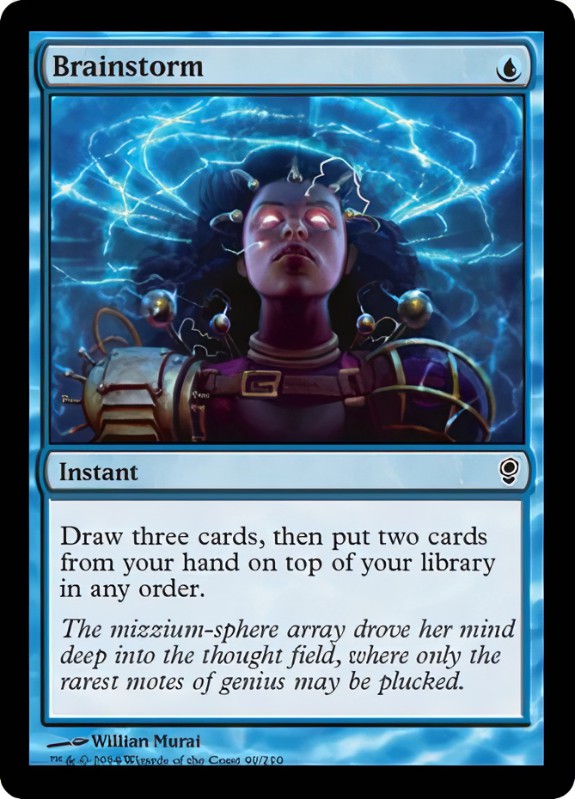 Brainstorm
Instant
Draw three cards, then put two cards
from your hand on top of your library
in any order.
The mizzium-sphere array drove her mind
deep into the thought field, where only the
rarest motes of genius may be plucked.
Willian Murai
of the